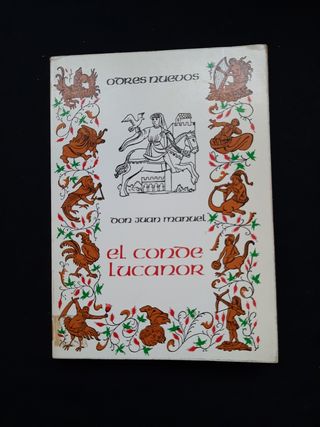 odres nuevos
don juan manuel
el conde
lucanor